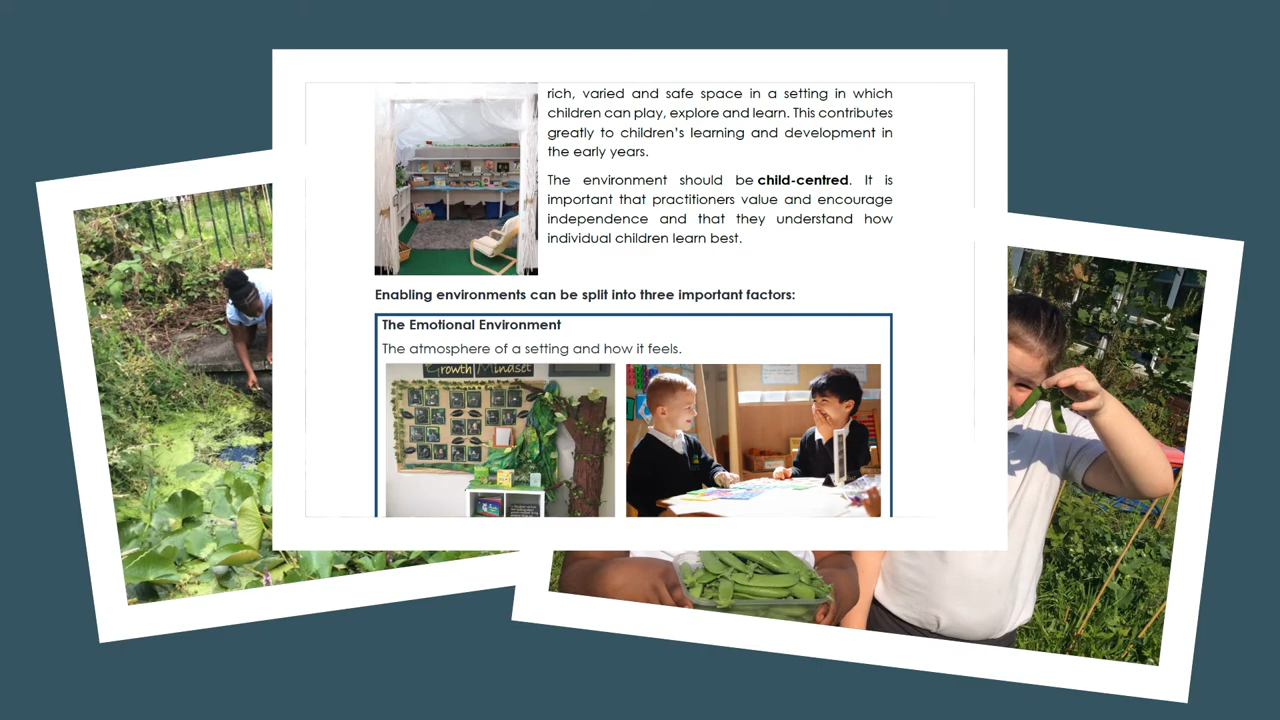 rich, varied and safe space in a setting in which
children can play, explore and learn. This contributes
greatly to children's learning and development in
the early years.
The environment should be child-centred. It is
important that practitioners value and encourage
independence and that they understand how
individual children learn best.
Enabling environments can be split into three important factors:
The Emotional Environment
The atmosphere of a setting and how it feels.
Growth Mindset